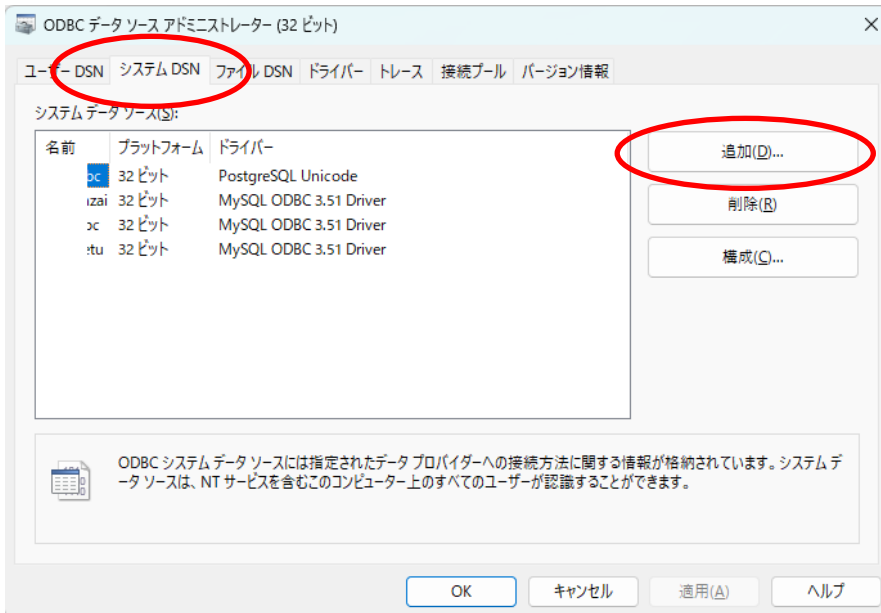 ODBC データ ソース アドミニストレーター (32 ビット)
ユーザー DSN システム DSN ファイル DSN ドライバー トレース 接続プール バージョン情報
システム データ ソース(S):
名前 プラットフォーム ドライバー
32 ビット PostgreSQL Unicode
32 ビット MySQL ODBC 3.51 Driver
32 ビット MySQL ODBC 3.51 Driver
32 ビット MySQL ODBC 3.51 Driver
追加(D)...
削除(R)
構成(C)...
ODBC システム データ ソースには指定されたデータ プロバイダーへの接続方法に関する情報が格納されています。システム デ
ータ ソースは、NT サービスを含むこのコンピューター上のすべてのユーザーが認識することができます。
OK キャンセル 適用(A) ヘルプ